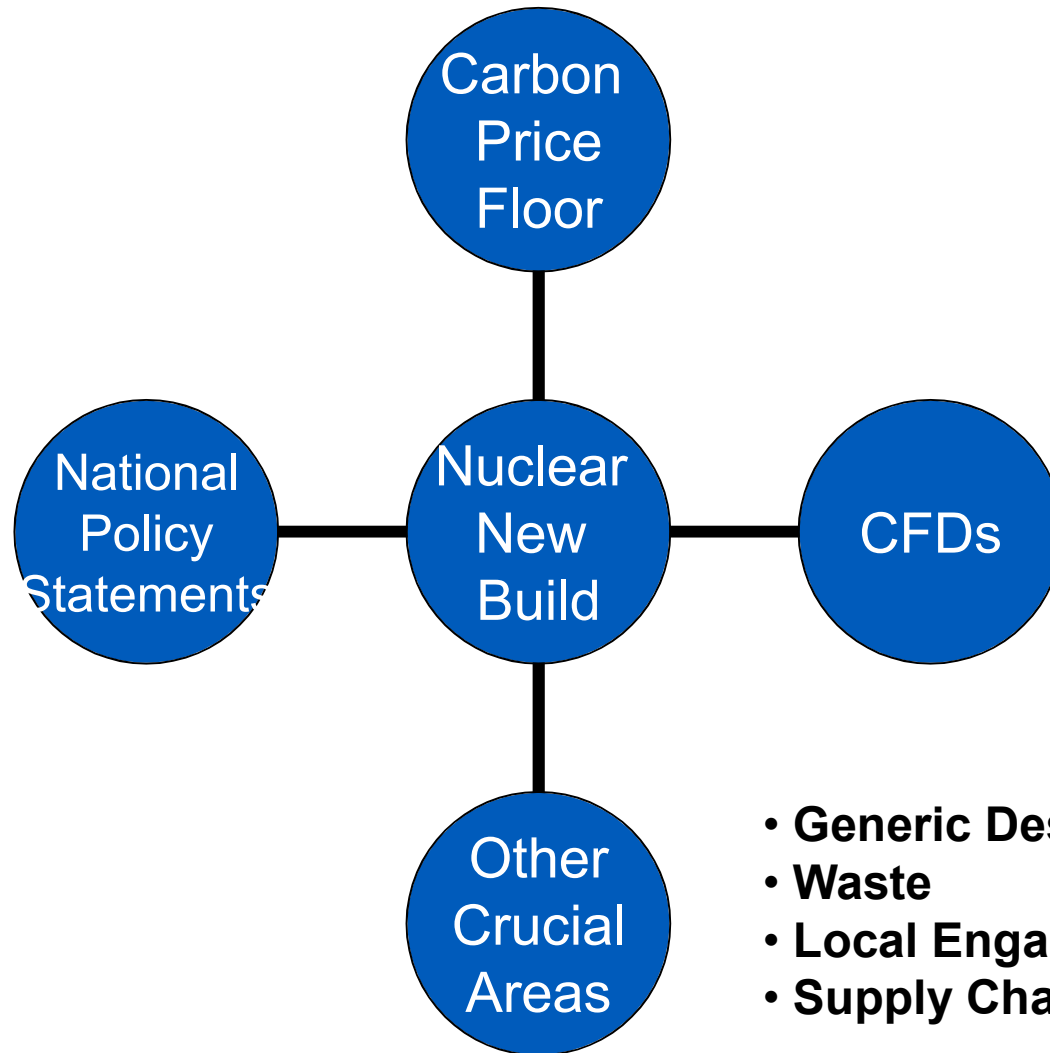 Carbon
Price
Floor
National
Policy
Statements
Nuclear
New
Build
CFDs
Other
Crucial
Areas
• Generic Des
• Waste
• Local Enga
• Supply Cha